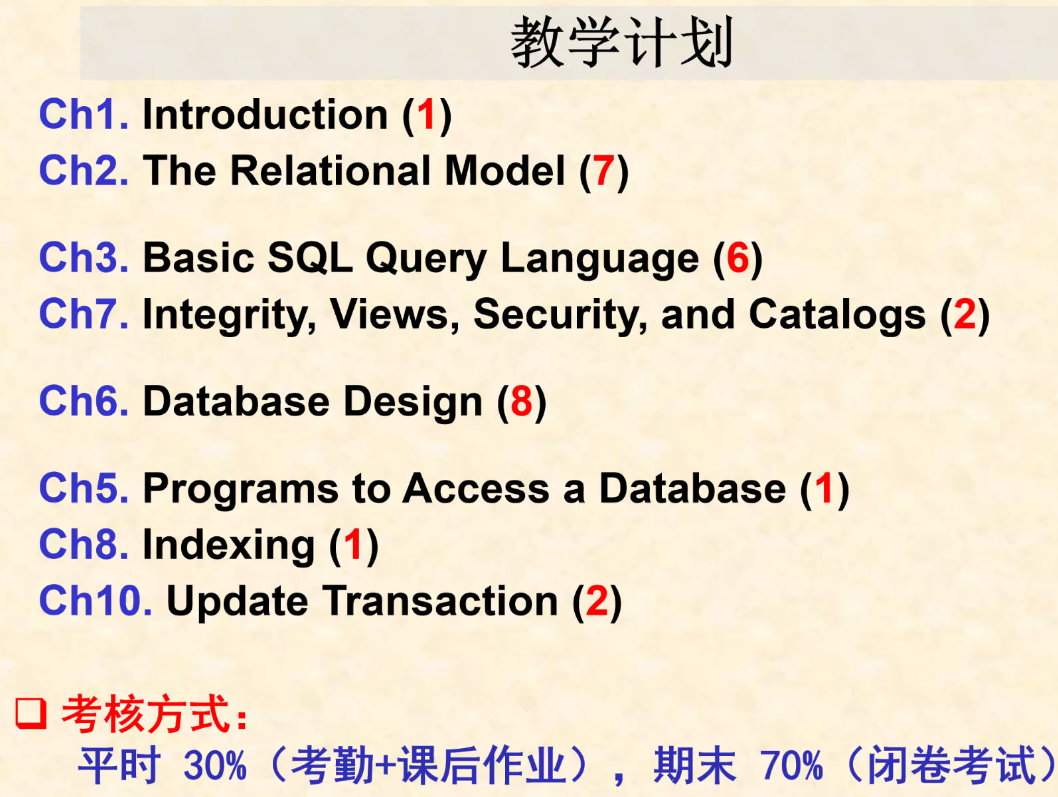 教学计划
Ch1. Introduction (1)
Ch2. The Relational Model (7)
Ch3. Basic SQL Query Language (6)
Ch7. Integrity, Views, Security, and Catalogs (2)
Ch6. Database Design (8)
Ch5. Programs to Access a Database (1)
Ch8. Indexing (1)
Ch10. Update Transaction (2)
❑ 考核方式：
平时 30%（考勤+课后作业），期末 70%（闭卷考试）